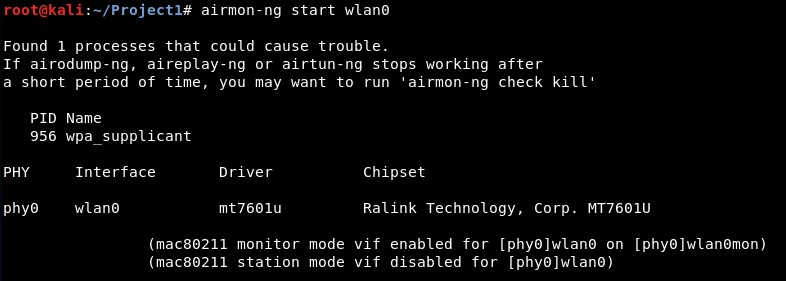 root@kali:~/Project1# airmon-ng start wlan0
Found 1 processes that could cause trouble.
If airodump-ng, aireplay-ng or airtun-ng stops working after
a short period of time, you may want to run 'airmon-ng check kill'
PID Name
956 wpa_supplicant
PHY Interface Driver Chipset
phy0 wlan0 mt7601u Ralink Technology, Corp. MT7601U
(mac80211 monitor mode vif enabled for [phy0]wlan0 on [phy0]wlan0mon)
(mac80211 station mode vif disabled for [phy0]wlan0)